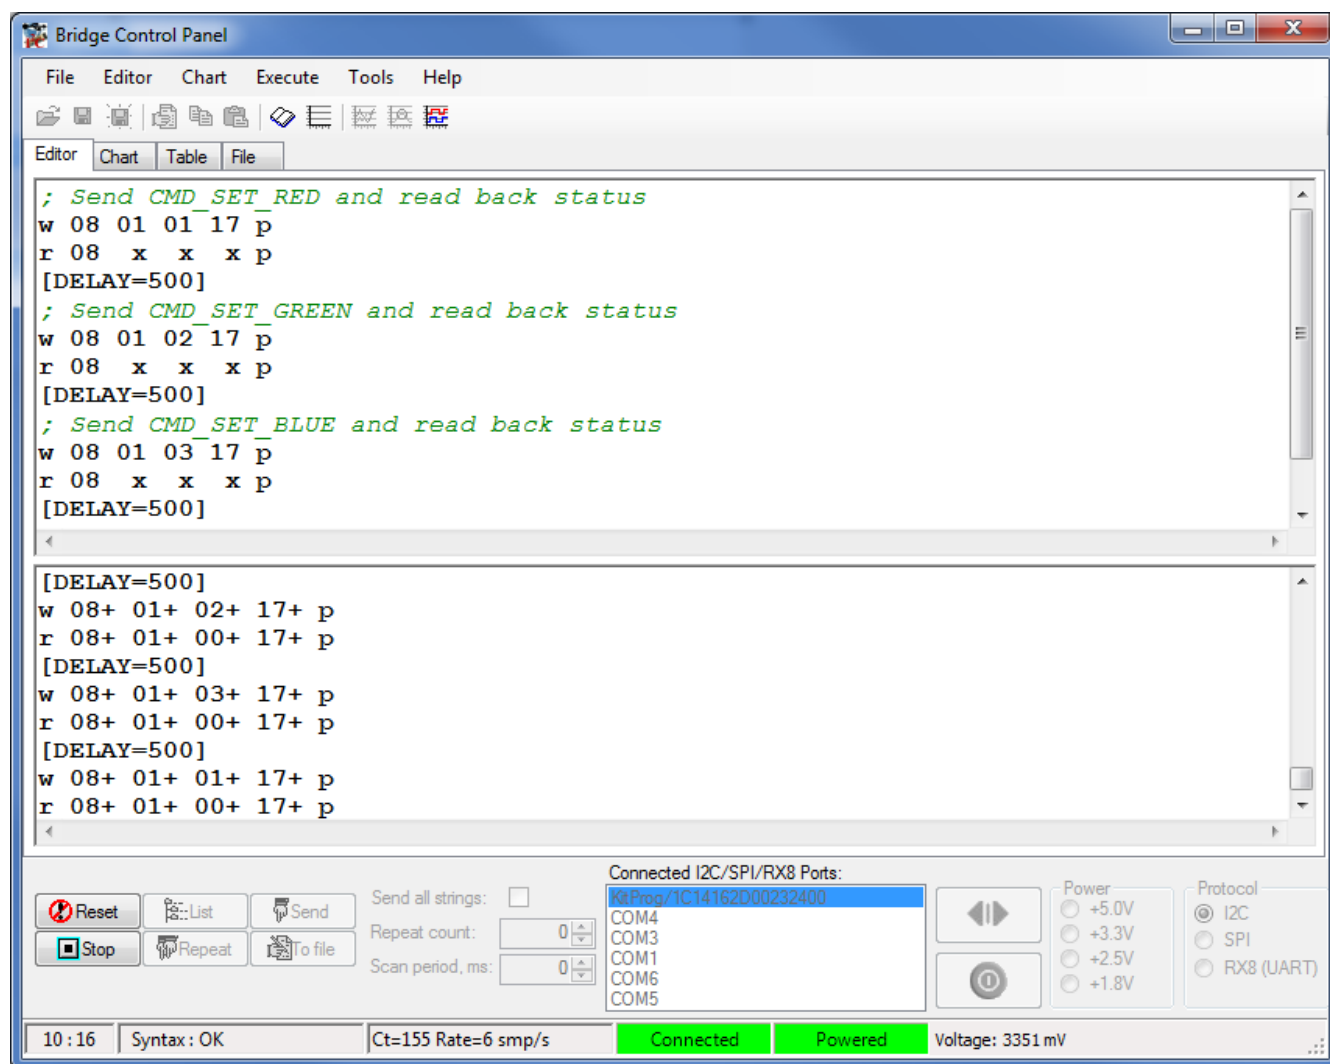 Bridge Control Panel
File Editor Chart Execute Tools Help
Editor Chart Table File
; Send CMD_SET_RED and read back status
w 08 01 01 17 p
r 08 x x x p
[DELAY=500]
; Send CMD_SET_GREEN and read back status
w 08 01 02 17 p
r 08 x x x p
[DELAY=500]
; Send CMD_SET_BLUE and read back status
w 08 01 03 17 p
r 08 x x x p
[DELAY=500]
[DELAY=500]
w 08+ 01+ 02+ 17+ p
r 08+ 01+ 00+ 17+ p
[DELAY=500]
w 08+ 01+ 03+ 17+ p
r 08+ 01+ 00+ 17+ p
[DELAY=500]
w 08+ 01+ 01+ 17+ p
r 08+ 01+ 00+ 17+ p
Reset List Send
Stop Repeat To file
Send all strings:
Repeat count: 0
Scan period, ms: 0
Connected I2C/SPI/RX8 Ports:
KitProg/1C14162D00232400
COM4
COM3
COM1
COM6
COM5
Power
+5.0V
+3.3V
+2.5V
+1.8V
Protocol
I2C
SPI
RX8 (UART)
10 : 16 Syntax : OK Ct=155 Rate=6 smp/s Connected Powered Voltage: 3351 mV